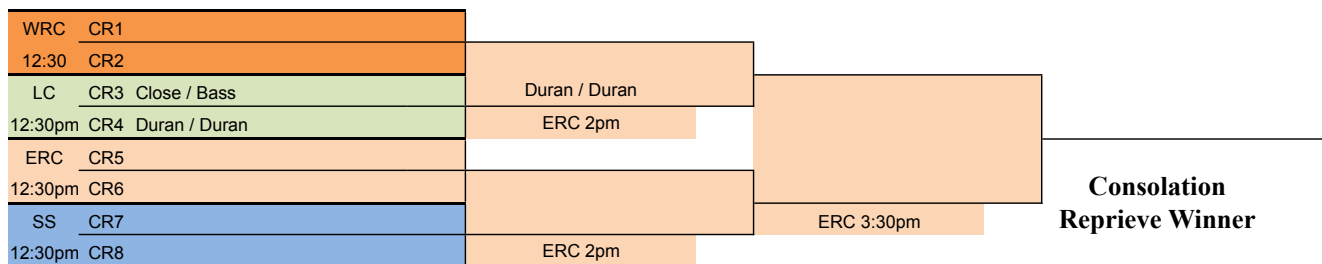 WRC CR1
12:30 CR2
LC CR3 Close / Bass Duran / Duran
12:30pm CR4 Duran / Duran ERC 2pm
ERC CR5
12:30pm CR6 Consolation
SS CR7 ERC 3:30pm Reprieve Winner
12:30pm CR8 ERC 2pm